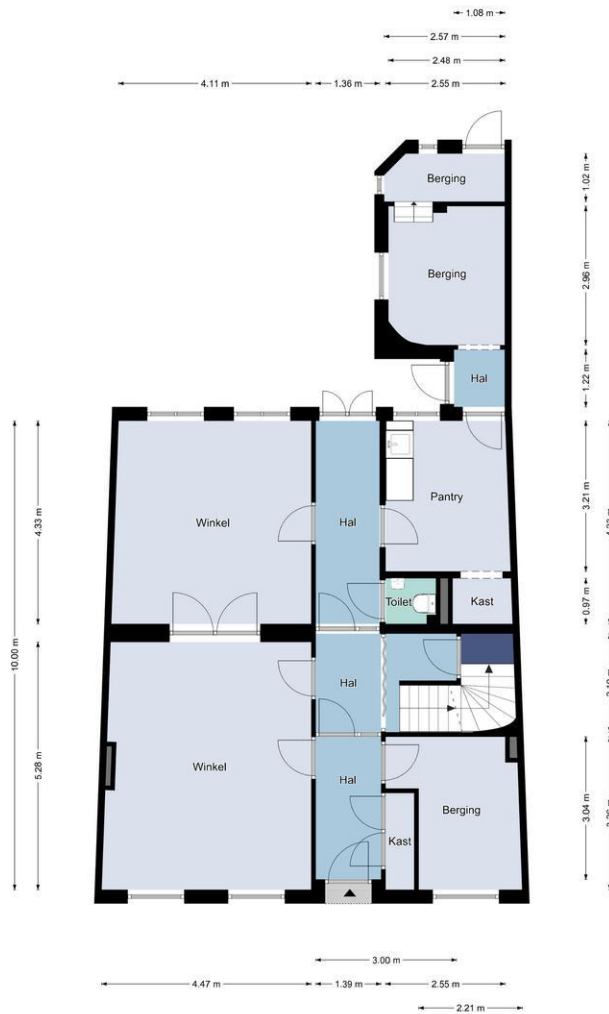 1.08 m
2.57 m
2.48 m
4.11 m
1.36 m
2.55 m
Berging
1.02 m
Berging
2.96 m
Hal
1.22 m
Winkel
Hal
Pantry
4.33 m
3.21 m
10.00 m
Toilet
Kast
0.97 m
Hal
Winkel
Hal
Berging
5.28 m
3.04 m
Kast
3.00 m
4.47 m
1.39 m
2.55 m
2.21 m